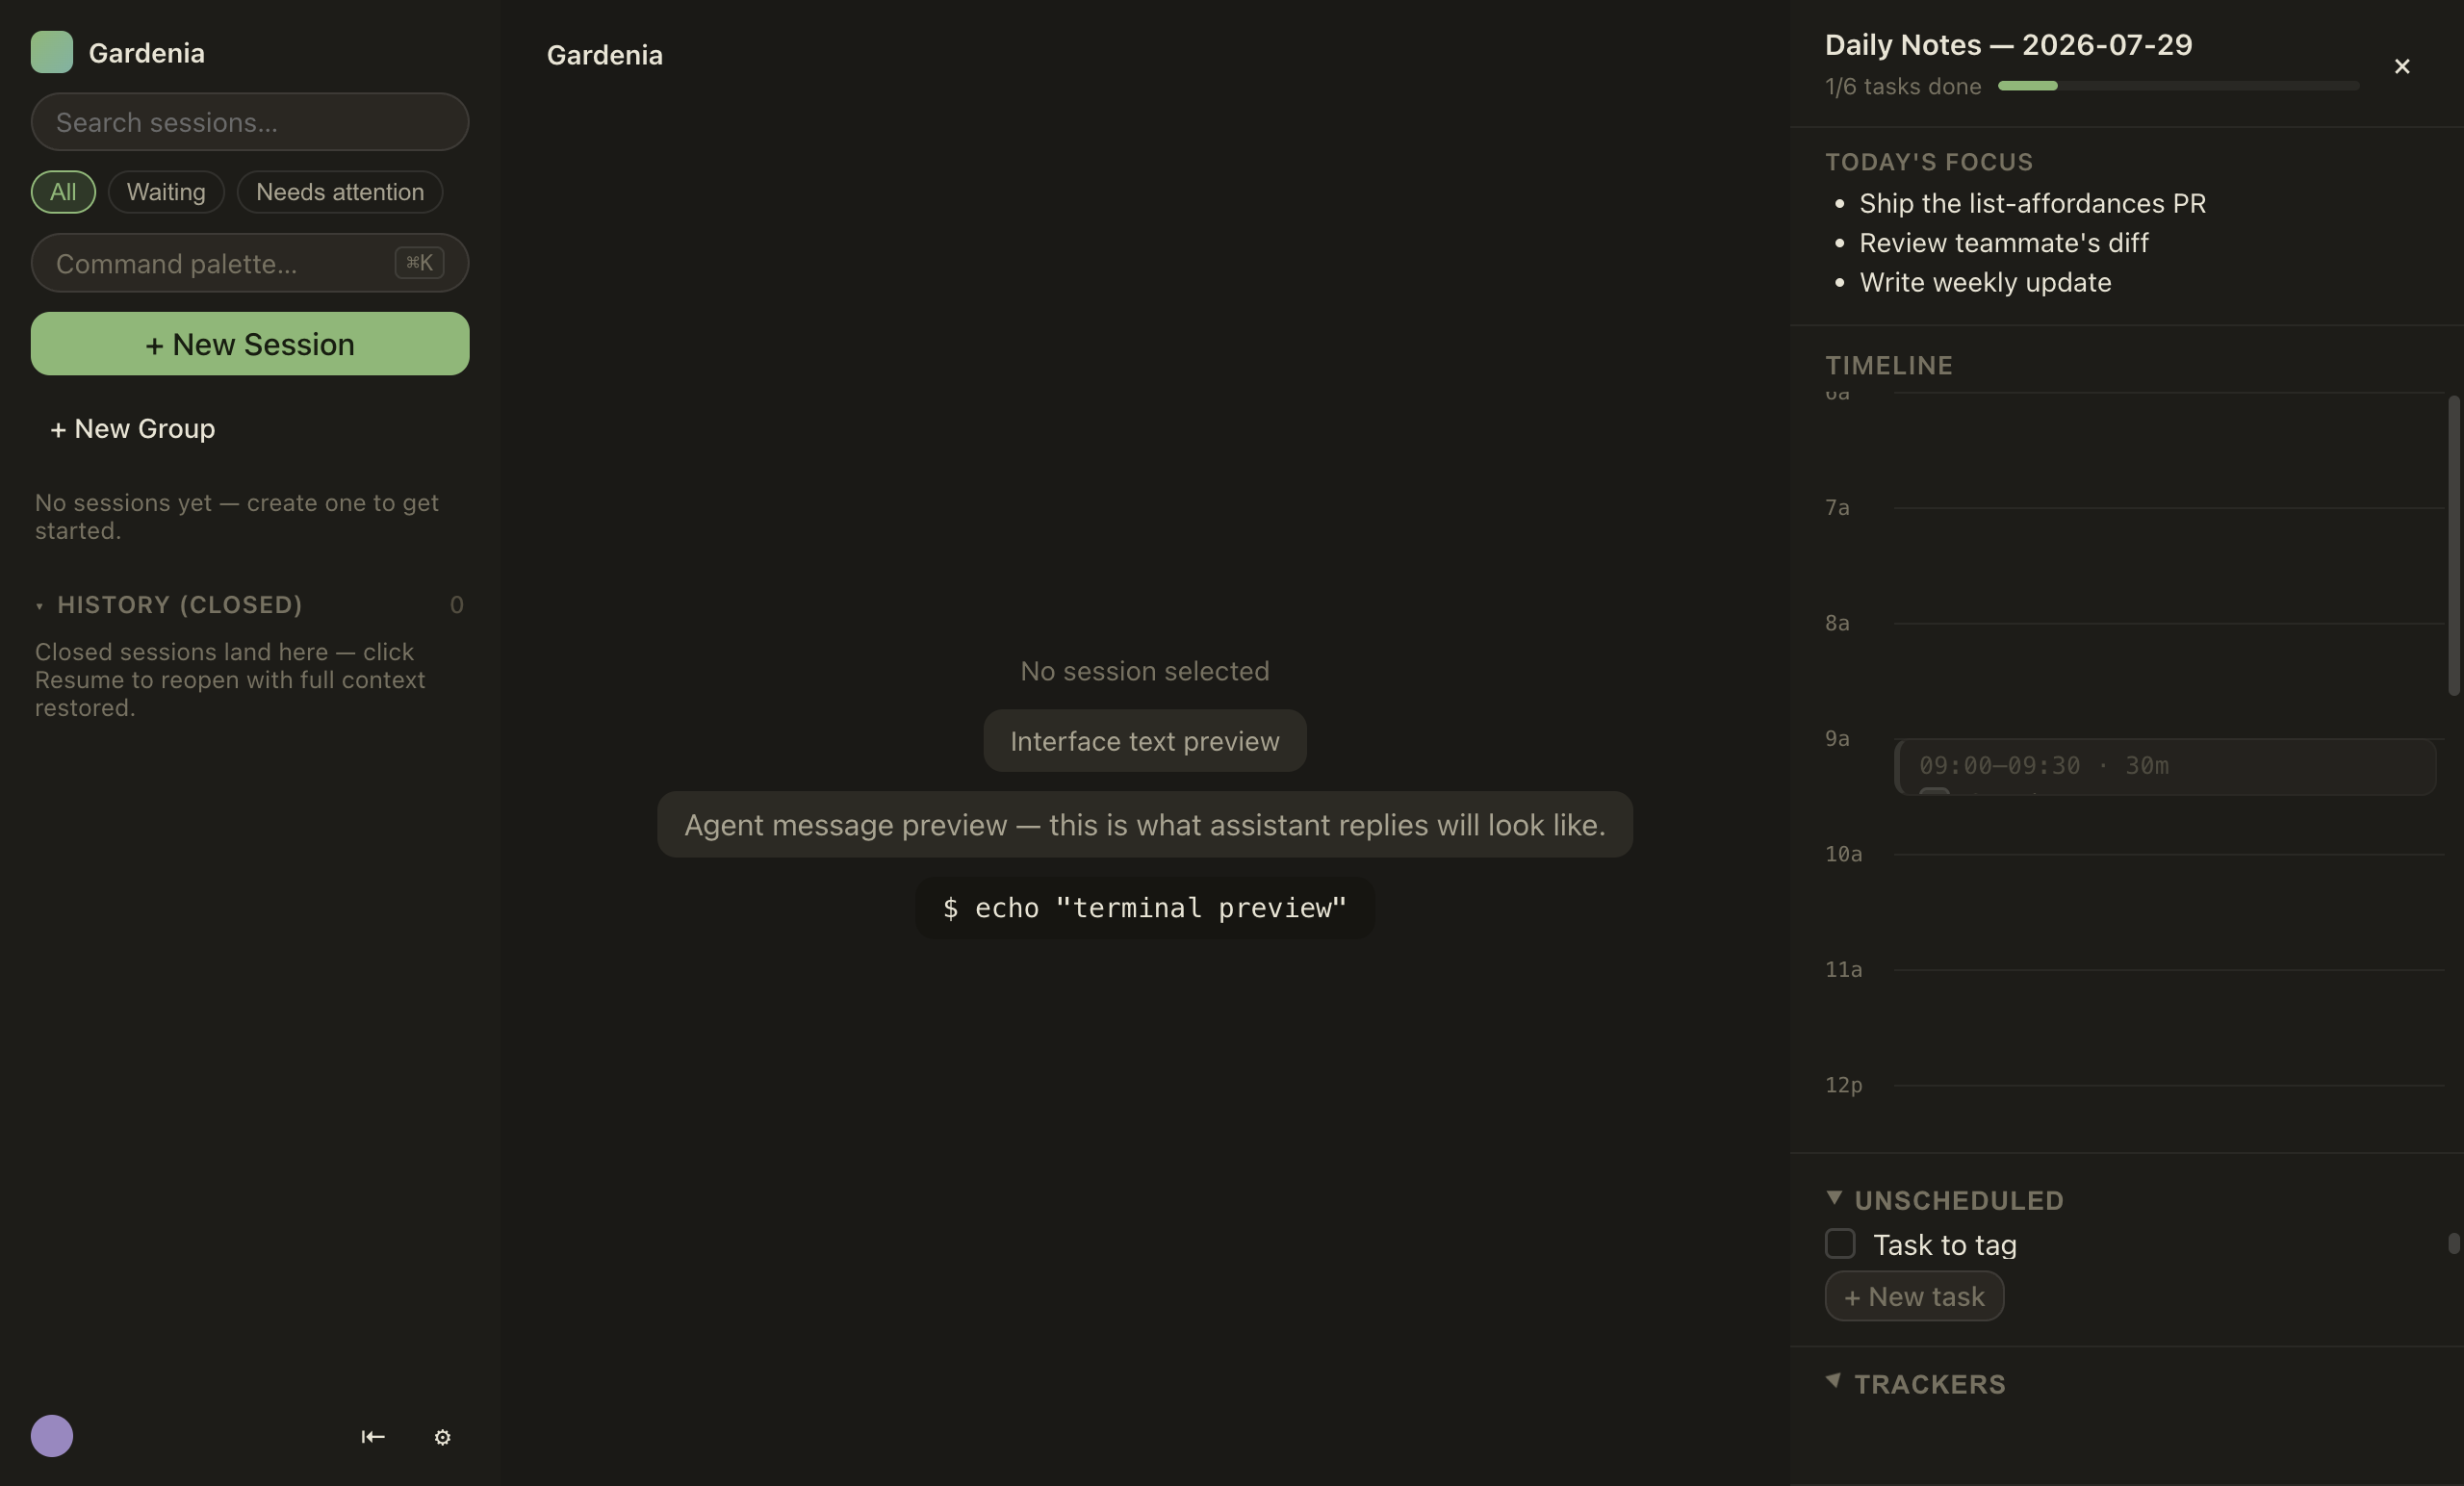 Gardenia
Search sessions…
All
Waiting
Needs attention
Command palette…
⌘K
+ New Session
+ New Group
No sessions yet — create one to get
started.
▾ HISTORY (CLOSED)
0
Closed sessions land here — click
Resume to reopen with full context
restored.
Gardenia
No session selected
Interface text preview
Agent message preview — this is what assistant replies will look like.
$ echo "terminal preview"
Daily Notes — 2026-07-29
×
1/6 tasks done
TODAY'S FOCUS
• Ship the list-affordances PR
• Review teammate's diff
• Write weekly update
TIMELINE
6a
7a
8a
9a
09:00–09:30 · 30m
10a
11a
12p
▼ UNSCHEDULED
Task to tag
+ New task
TRACKERS